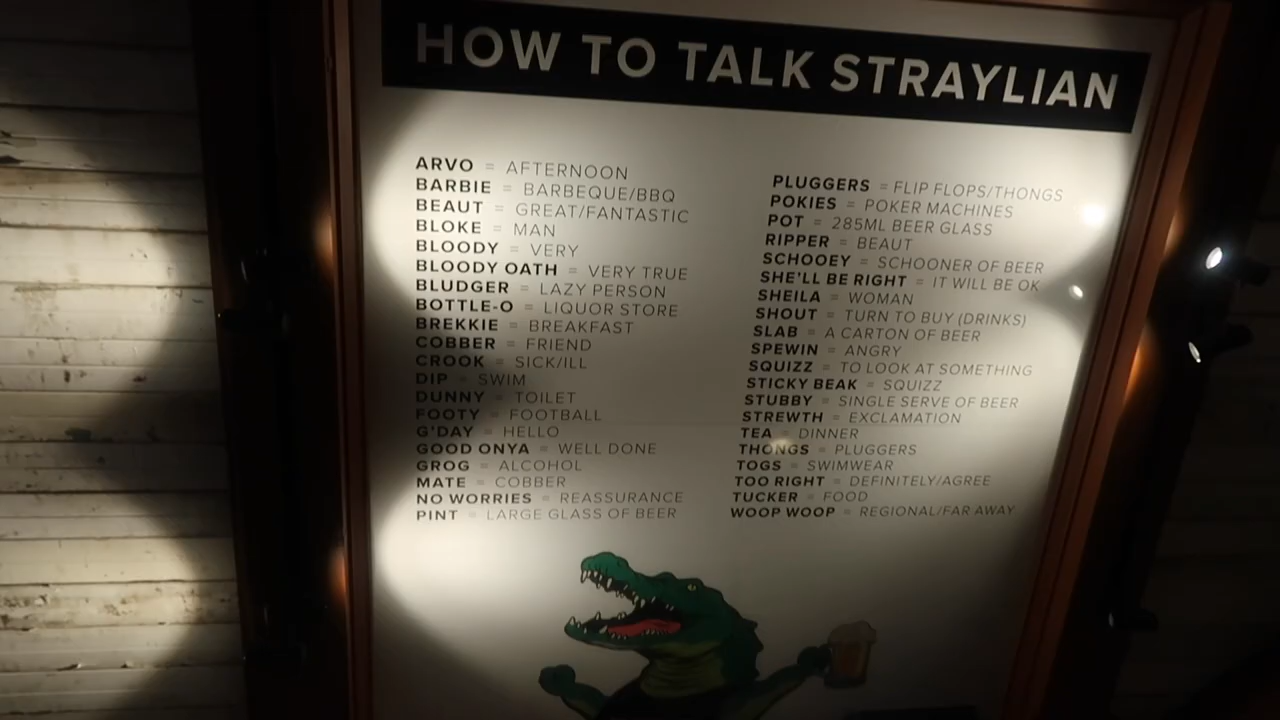 HOW TO TALK STRAYLIAN
ARVO = AFTERNOON
BARBIE = BARBEQUE/BBQ
BEAUT = GREAT/FANTASTIC
BLOKE = MAN
BLOODY = VERY
BLOODY OATH = VERY TRUE
BLUDGER = LAZY PERSON
BOTTLE-O = LIQUOR STORE
BREKKIE = BREAKFAST
COBBER = FRIEND
CROOK = SICK/ILL
DIP = SWIM
DUNNY = TOILET
FOOTY = FOOTBALL
G'DAY = HELLO
GOOD ONYA = WELL DONE
GROG = ALCOHOL
MATE = COBBER
NO WORRIES = REASSURANCE
PINT = LARGE GLASS OF BEER
PLUGGERS = FLIP FLOPS/THONGS
POKIES = POKER MACHINES
POT = 285ML BEER GLASS
RIPPER = BEAUT
SCHOOEY = SCHOONER OF BEER
SHE'LL BE RIGHT = IT WILL BE OK
SHEILA = WOMAN
SHOUT = TURN TO BUY (DRINKS)
SLAB = A CARTON OF BEER
SPEWIN = ANGRY
SQUIZZ = TO LOOK AT SOMETHING
STICKY BEAK = SQUIZZ
STUBBY = SINGLE SERVE OF BEER
STREWTH = EXCLAMATION
TEA = DINNER
THONGS = PLUGGERS
TOGS = SWIMWEAR
TOO RIGHT = DEFINITELY/AGREE
TUCKER = FOOD
WOOP WOOP = REGIONAL/FAR AWAY